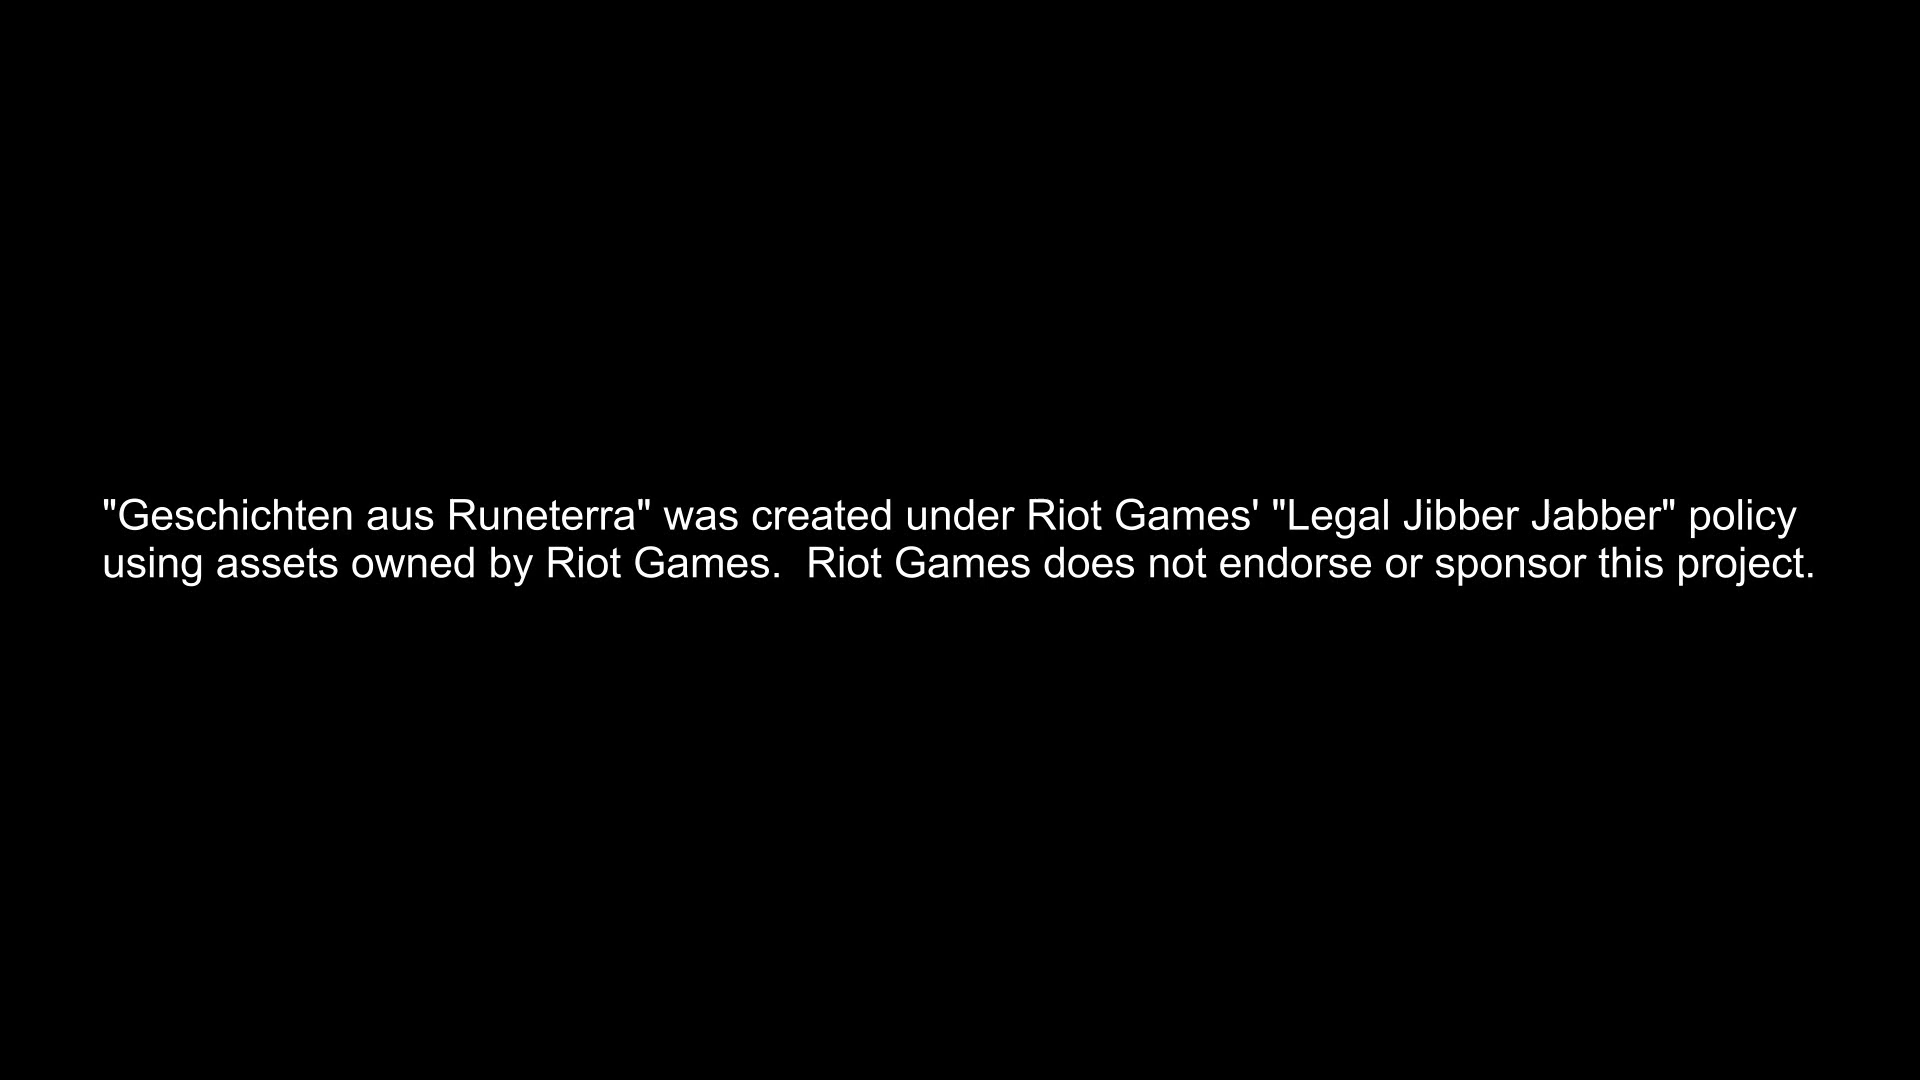 "Geschichten aus Runeterra" was created under Riot Games' "Legal Jibber Jabber" policy
using assets owned by Riot Games.  Riot Games does not endorse or sponsor this project.